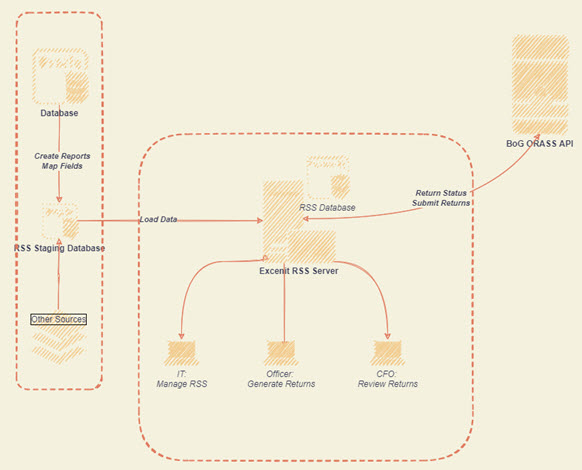 Database
Create Reports
Map Fields
RSS Staging Database
Other Sources
Load Data
RSS Database
Excenit RSS Server
IT:
Manage RSS
Officer:
Generate Returns
CFO:
Review Returns
Return Status
Submit Returns
BoG ORASS API